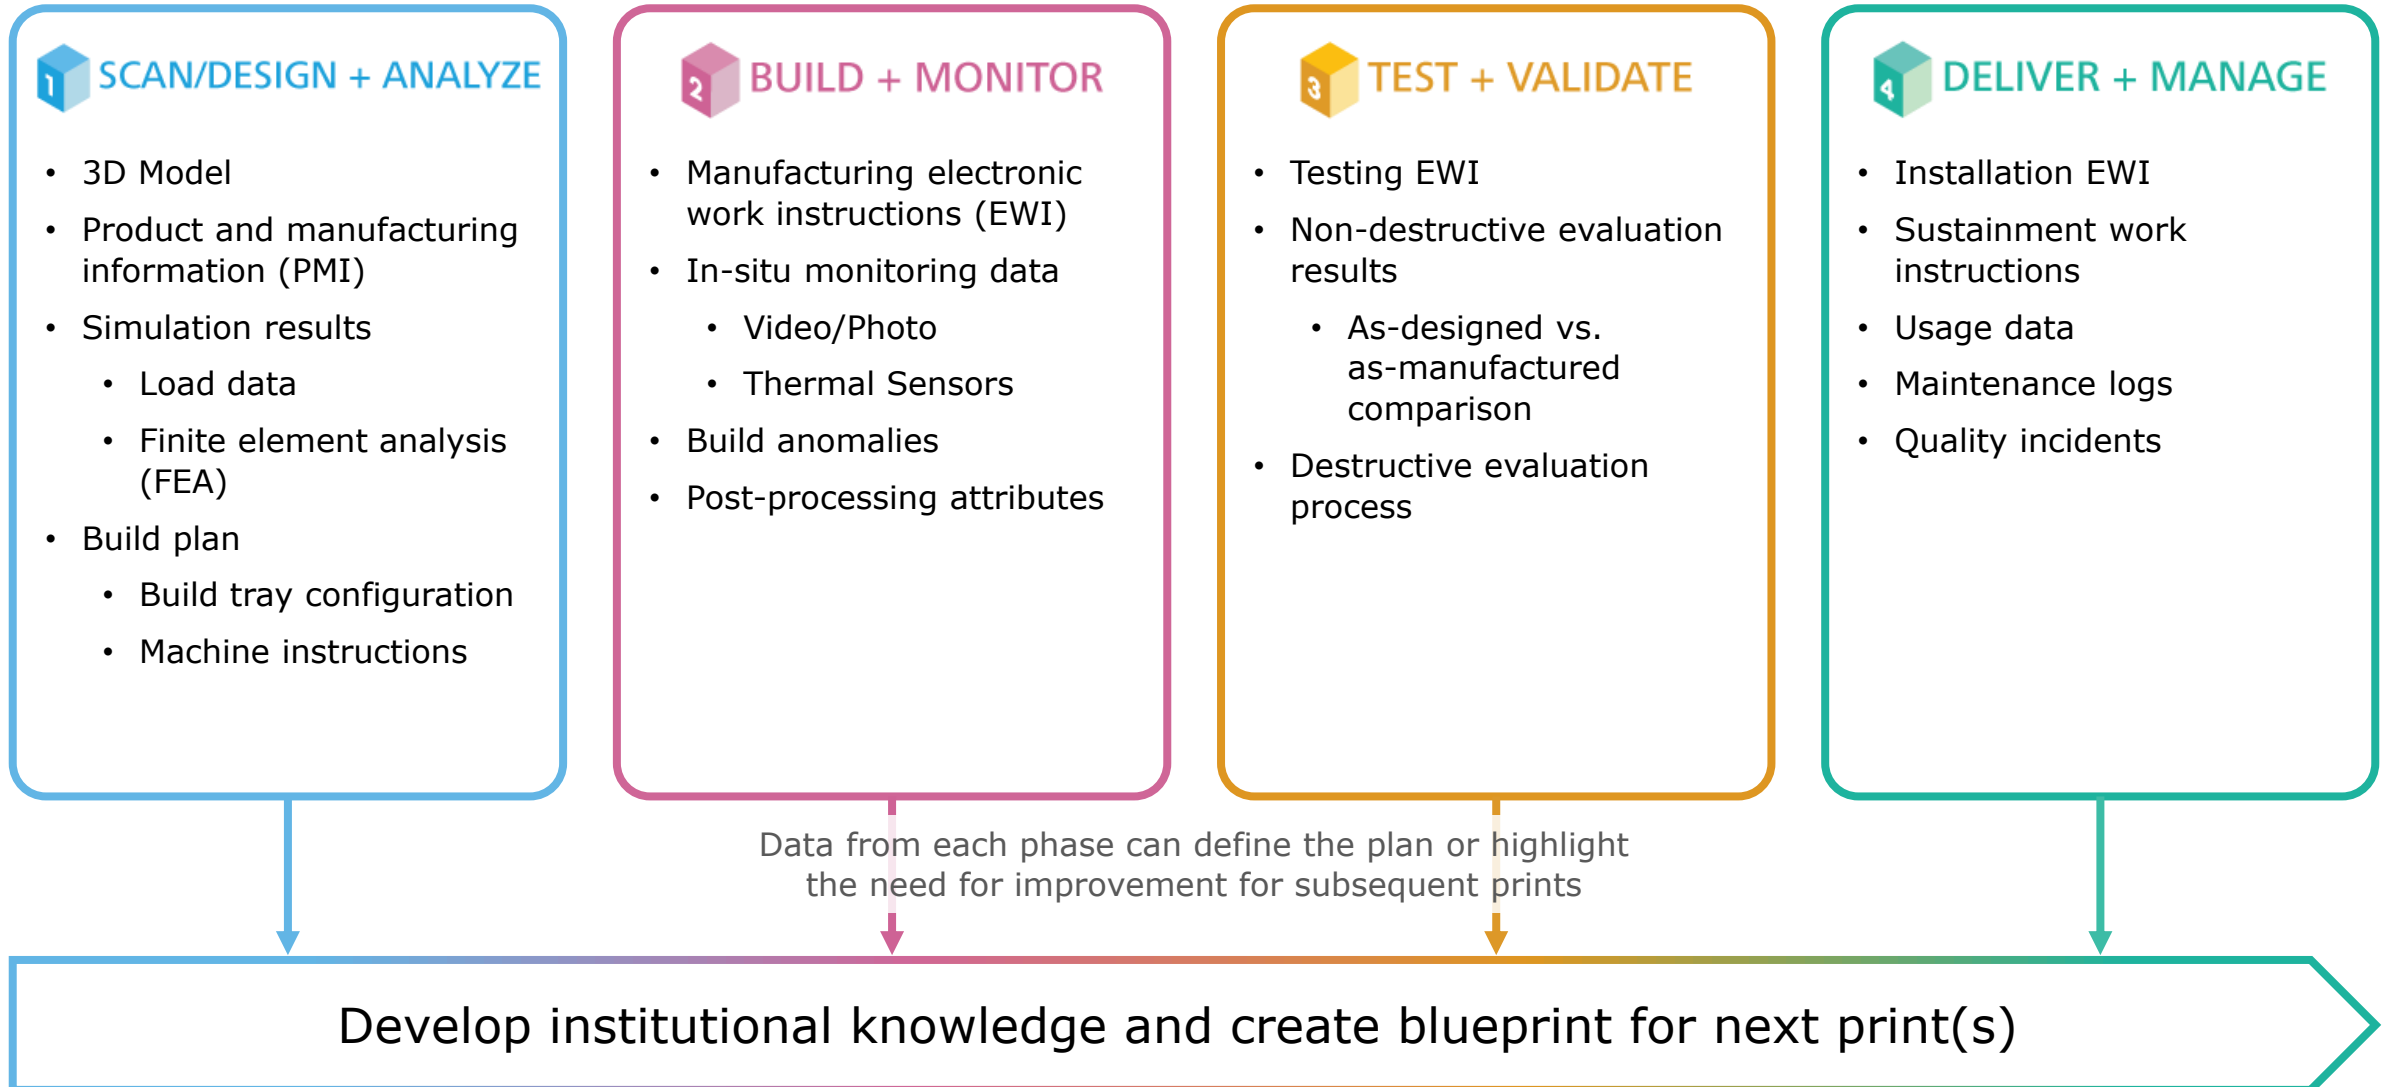 1 SCAN/DESIGN + ANALYZE
• 3D Model
• Product and manufacturing
information (PMI)
• Simulation results
• Load data
• Finite element analysis
(FEA)
• Build plan
• Build tray configuration
• Machine instructions
2 BUILD + MONITOR
• Manufacturing electronic
work instructions (EWI)
• In-situ monitoring data
• Video/Photo
• Thermal Sensors
• Build anomalies
• Post-processing attributes
3 TEST + VALIDATE
• Testing EWI
• Non-destructive evaluation
results
• As-designed vs.
as-manufactured
comparison
• Destructive evaluation
process
4 DELIVER + MANAGE
• Installation EWI
• Sustainment work
instructions
• Usage data
• Maintenance logs
• Quality incidents
Data from each phase can define the plan or highlight
the need for improvement for subsequent prints
Develop institutional knowledge and create blueprint for next print(s)